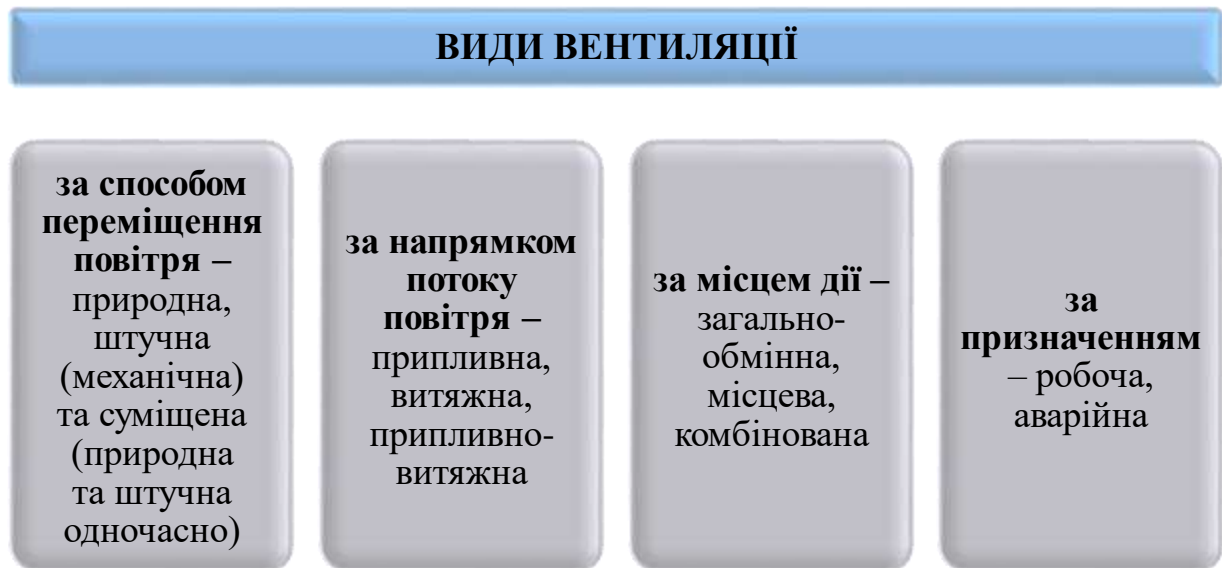 ВИДИ ВЕНТИЛЯЦІЇ
за способом
переміщення
повітря –
природна,
штучна
(механічна)
та суміщена
(природна
та штучна
одночасно)
за напрямком
потоку
повітря –
припливна,
витяжна,
припливно-
витяжна
за місцем дії –
загально-
обмінна,
місцева,
комбінована
за
призначенням
– робоча,
аварійна